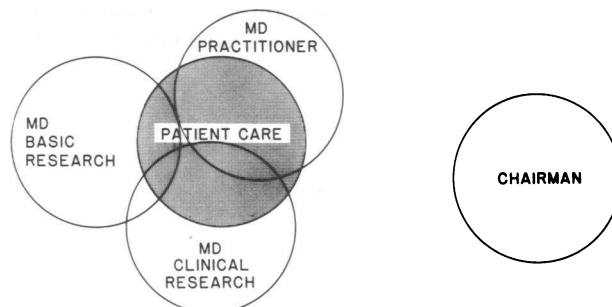 MD
PRACTITIONER
MD
BASIC
RESEARCH
PATIENT CARE
MD
CLINICAL
RESEARCH
CHAIRMAN